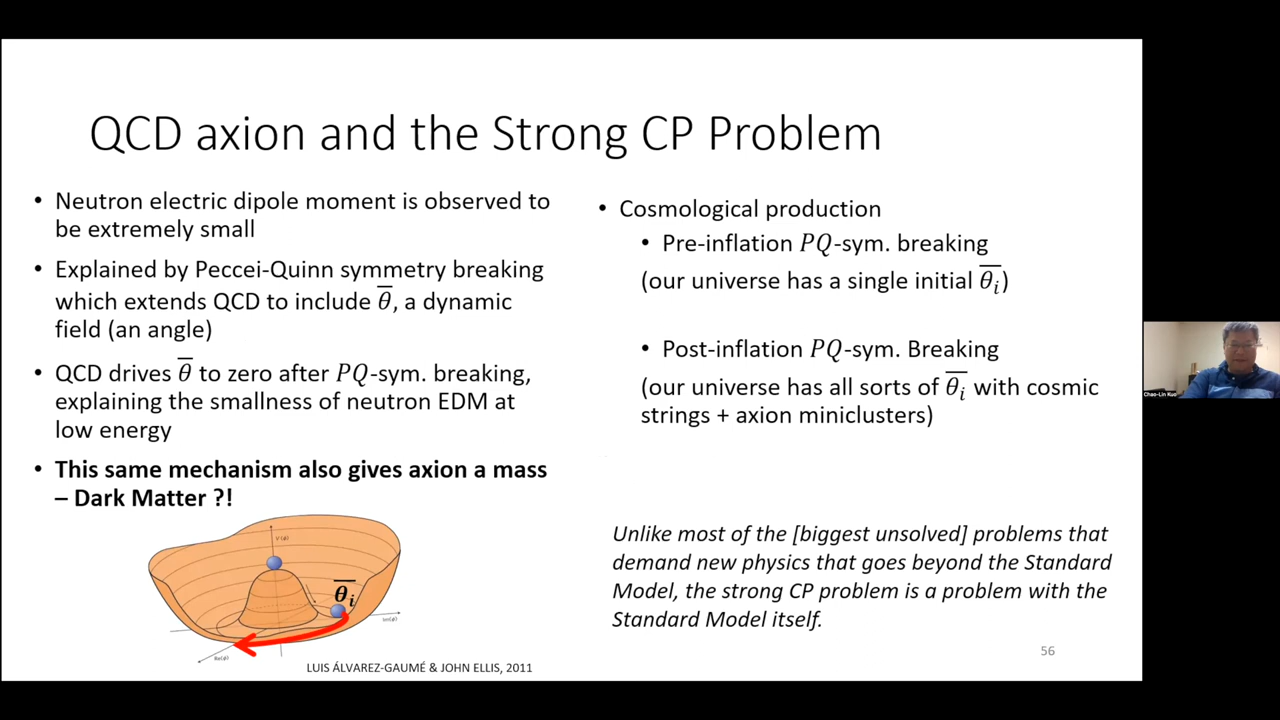 QCD axion and the Strong CP Problem
• Neutron electric dipole moment is observed to
be extremely small
• Explained by Peccei-Quinn symmetry breaking
which extends QCD to include θ̅, a dynamic
field (an angle)
• QCD drives θ̅ to zero after PQ-sym. breaking,
explaining the smallness of neutron EDM at
low energy
• This same mechanism also gives axion a mass
– Dark Matter ?!
V(ϕ)
θ̅ᵢ
Im(ϕ)
Re(ϕ)
LUIS ÁLVAREZ-GAUMÉ & JOHN ELLIS, 2011
• Cosmological production
• Pre-inflation PQ-sym. breaking
(our universe has a single initial θ̅ᵢ)
• Post-inflation PQ-sym. Breaking
(our universe has all sorts of θ̅ᵢ with cosmic
strings + axion miniclusters)
Unlike most of the [biggest unsolved] problems that
demand new physics that goes beyond the Standard
Model, the strong CP problem is a problem with the
Standard Model itself.
56
Chao-Lin Kuo